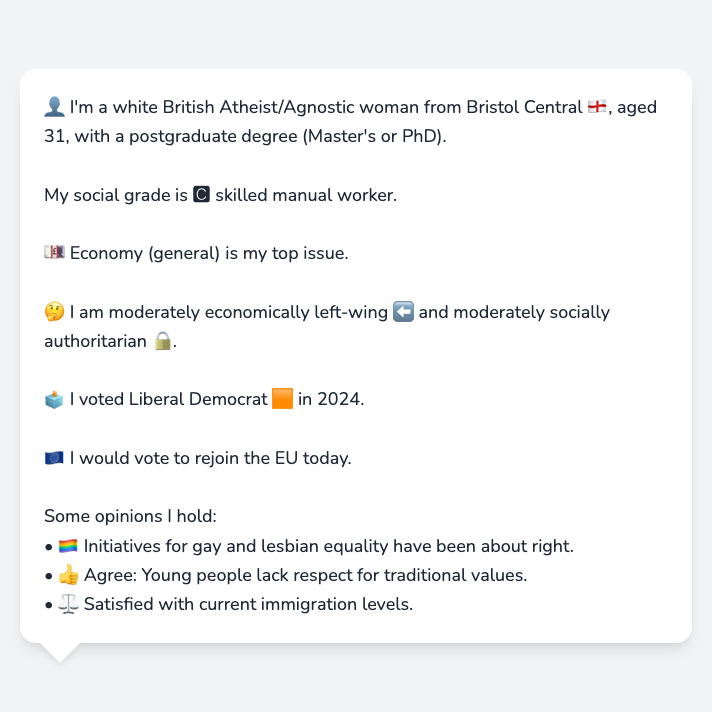 👤 I'm a white British Atheist/Agnostic woman from Bristol Central 🏴󠁧󠁢󠁥󠁮󠁧󠁿, aged
31, with a postgraduate degree (Master's or PhD).
My social grade is 🅲 skilled manual worker.
💷 Economy (general) is my top issue.
🤔 I am moderately economically left-wing ⬅️ and moderately socially
authoritarian 🔒.
🗳️ I voted Liberal Democrat 🟧 in 2024.
🇪🇺 I would vote to rejoin the EU today.
Some opinions I hold:
• 🏳️‍🌈 Initiatives for gay and lesbian equality have been about right.
• 👍 Agree: Young people lack respect for traditional values.
• ⚖️ Satisfied with current immigration levels.